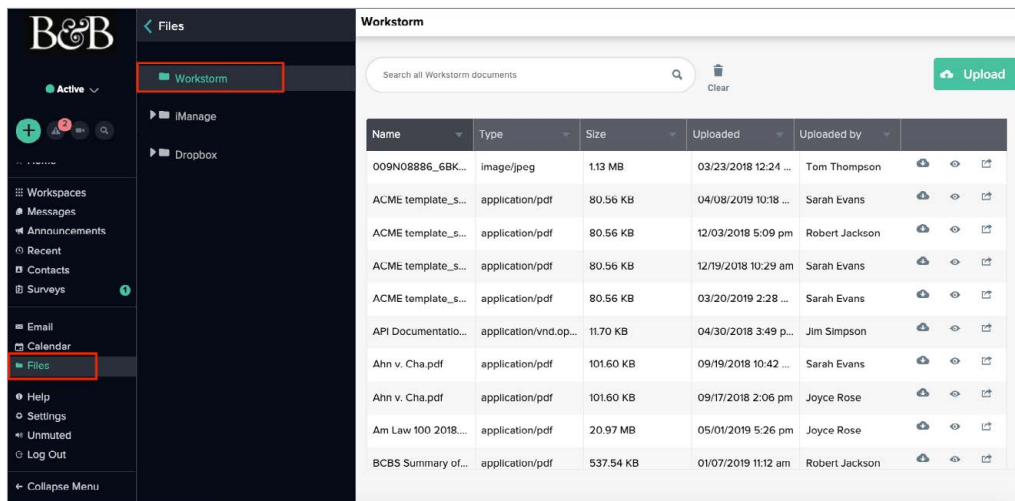 B&B
Active
2
Workspaces
Messages
Announcements
Recent
Contacts
Surveys 1
Email
Calendar
Files
Help
Settings
Unmuted
Log Out
Collapse Menu
Files
Workstorm
iManage
Dropbox
Workstorm
Search all Workstorm documents
Clear
Upload
Name Type Size Uploaded Uploaded by
009N08886_6BK... image/jpeg 1.13 MB 03/23/2018 12:24 ... Tom Thompson
ACME template_s... application/pdf 80.56 KB 04/08/2019 10:18 ... Sarah Evans
ACME template_s... application/pdf 80.56 KB 12/03/2018 5:09 pm Robert Jackson
ACME template_s... application/pdf 80.56 KB 12/19/2018 10:29 am Sarah Evans
ACME template_s... application/pdf 80.56 KB 03/20/2019 2:28 ... Sarah Evans
API Documentatio... application/vnd.op... 11.70 KB 04/30/2018 3:49 p... Jim Simpson
Ahn v. Cha.pdf application/pdf 101.60 KB 09/19/2018 10:42 ... Sarah Evans
Ahn v. Cha.pdf application/pdf 101.60 KB 09/17/2018 2:06 pm Joyce Rose
Am Law 100 2018.... application/pdf 20.97 MB 05/01/2019 5:26 pm Joyce Rose
BCBS Summary of... application/pdf 537.54 KB 01/07/2019 11:12 am Robert Jackson